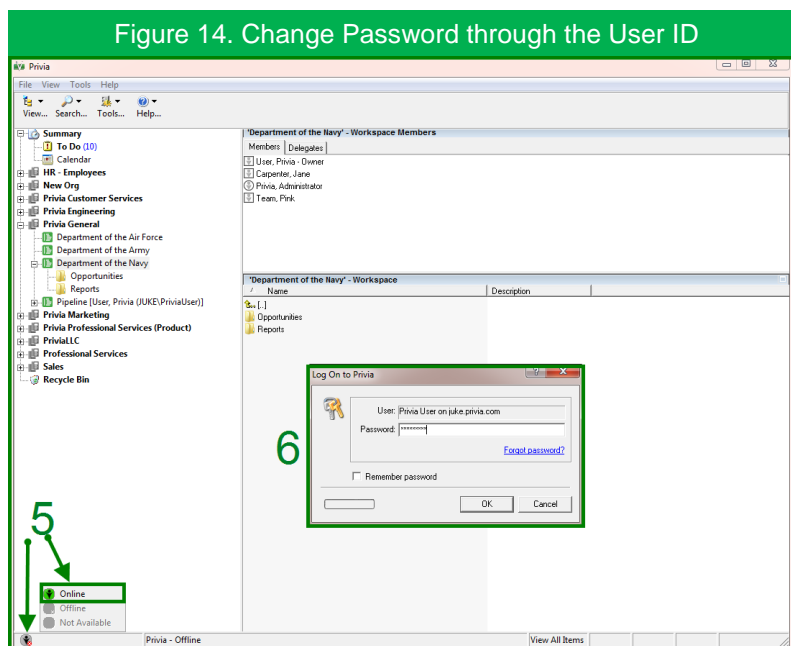 Figure 14. Change Password through the User ID
Privia
File View Tools Help
View... Search... Tools... Help...
Summary
To Do (10)
Calendar
HR - Employees
New Org
Privia Customer Services
Privia Engineering
Privia General
Department of the Air Force
Department of the Army
Department of the Navy
Opportunities
Reports
Pipeline [User, Privia (JUKE\PriviaUser)]
Privia Marketing
Privia Professional Services (Product)
PriviaLLC
Professional Services
Sales
Recycle Bin
'Department of the Navy' - Workspace Members
Members Delegates
User, Privia - Owner
Carpenter, Jane
Privia, Administrator
Team, Pink
'Department of the Navy' - Workspace
/ Name Description
[..]
Opportunities
Reports
Log On to Privia
User: Privia User on juke.privia.com
Password: ********
Forgot password?
Remember password
OK Cancel
6
5
Online
Offline
Not Available
Privia - Offline View All Items